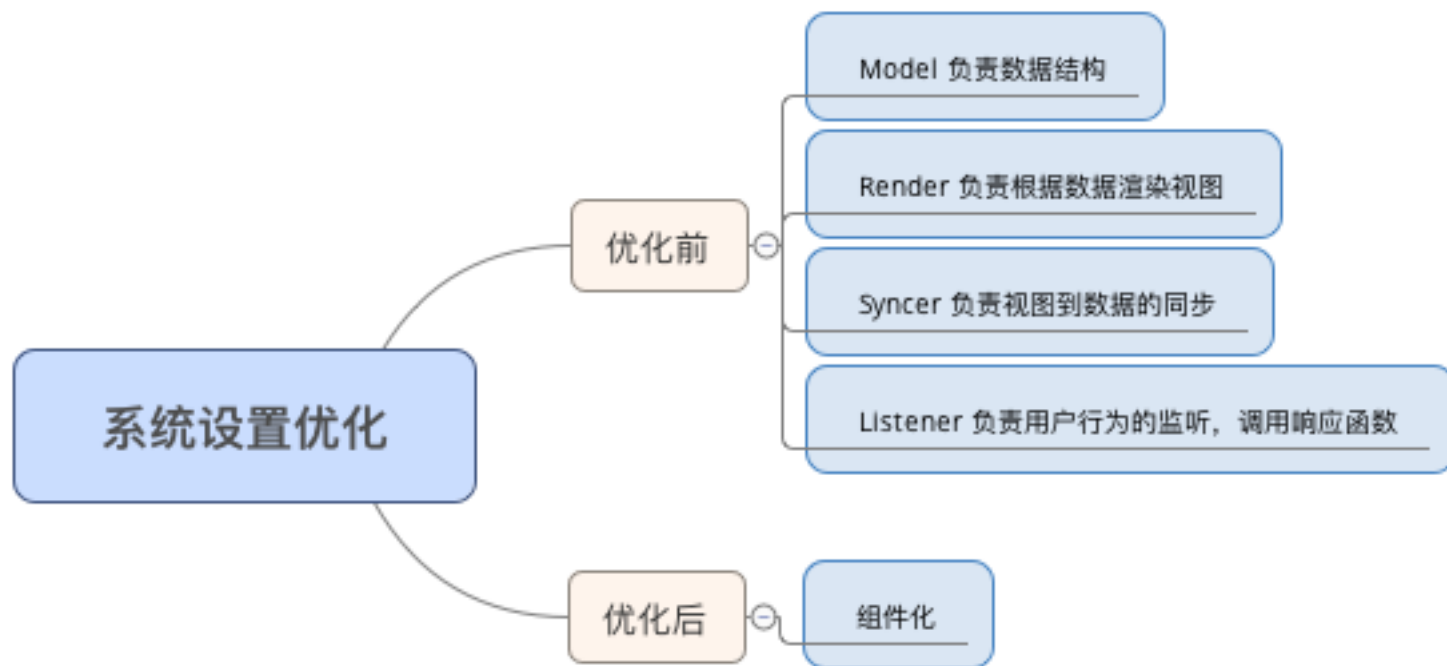 系统设置优化
优化前
Model 负责数据结构
Render 负责根据数据渲染视图
Syncer 负责视图到数据的同步
Listener 负责用户行为的监听，调用响应函数
优化后
组件化